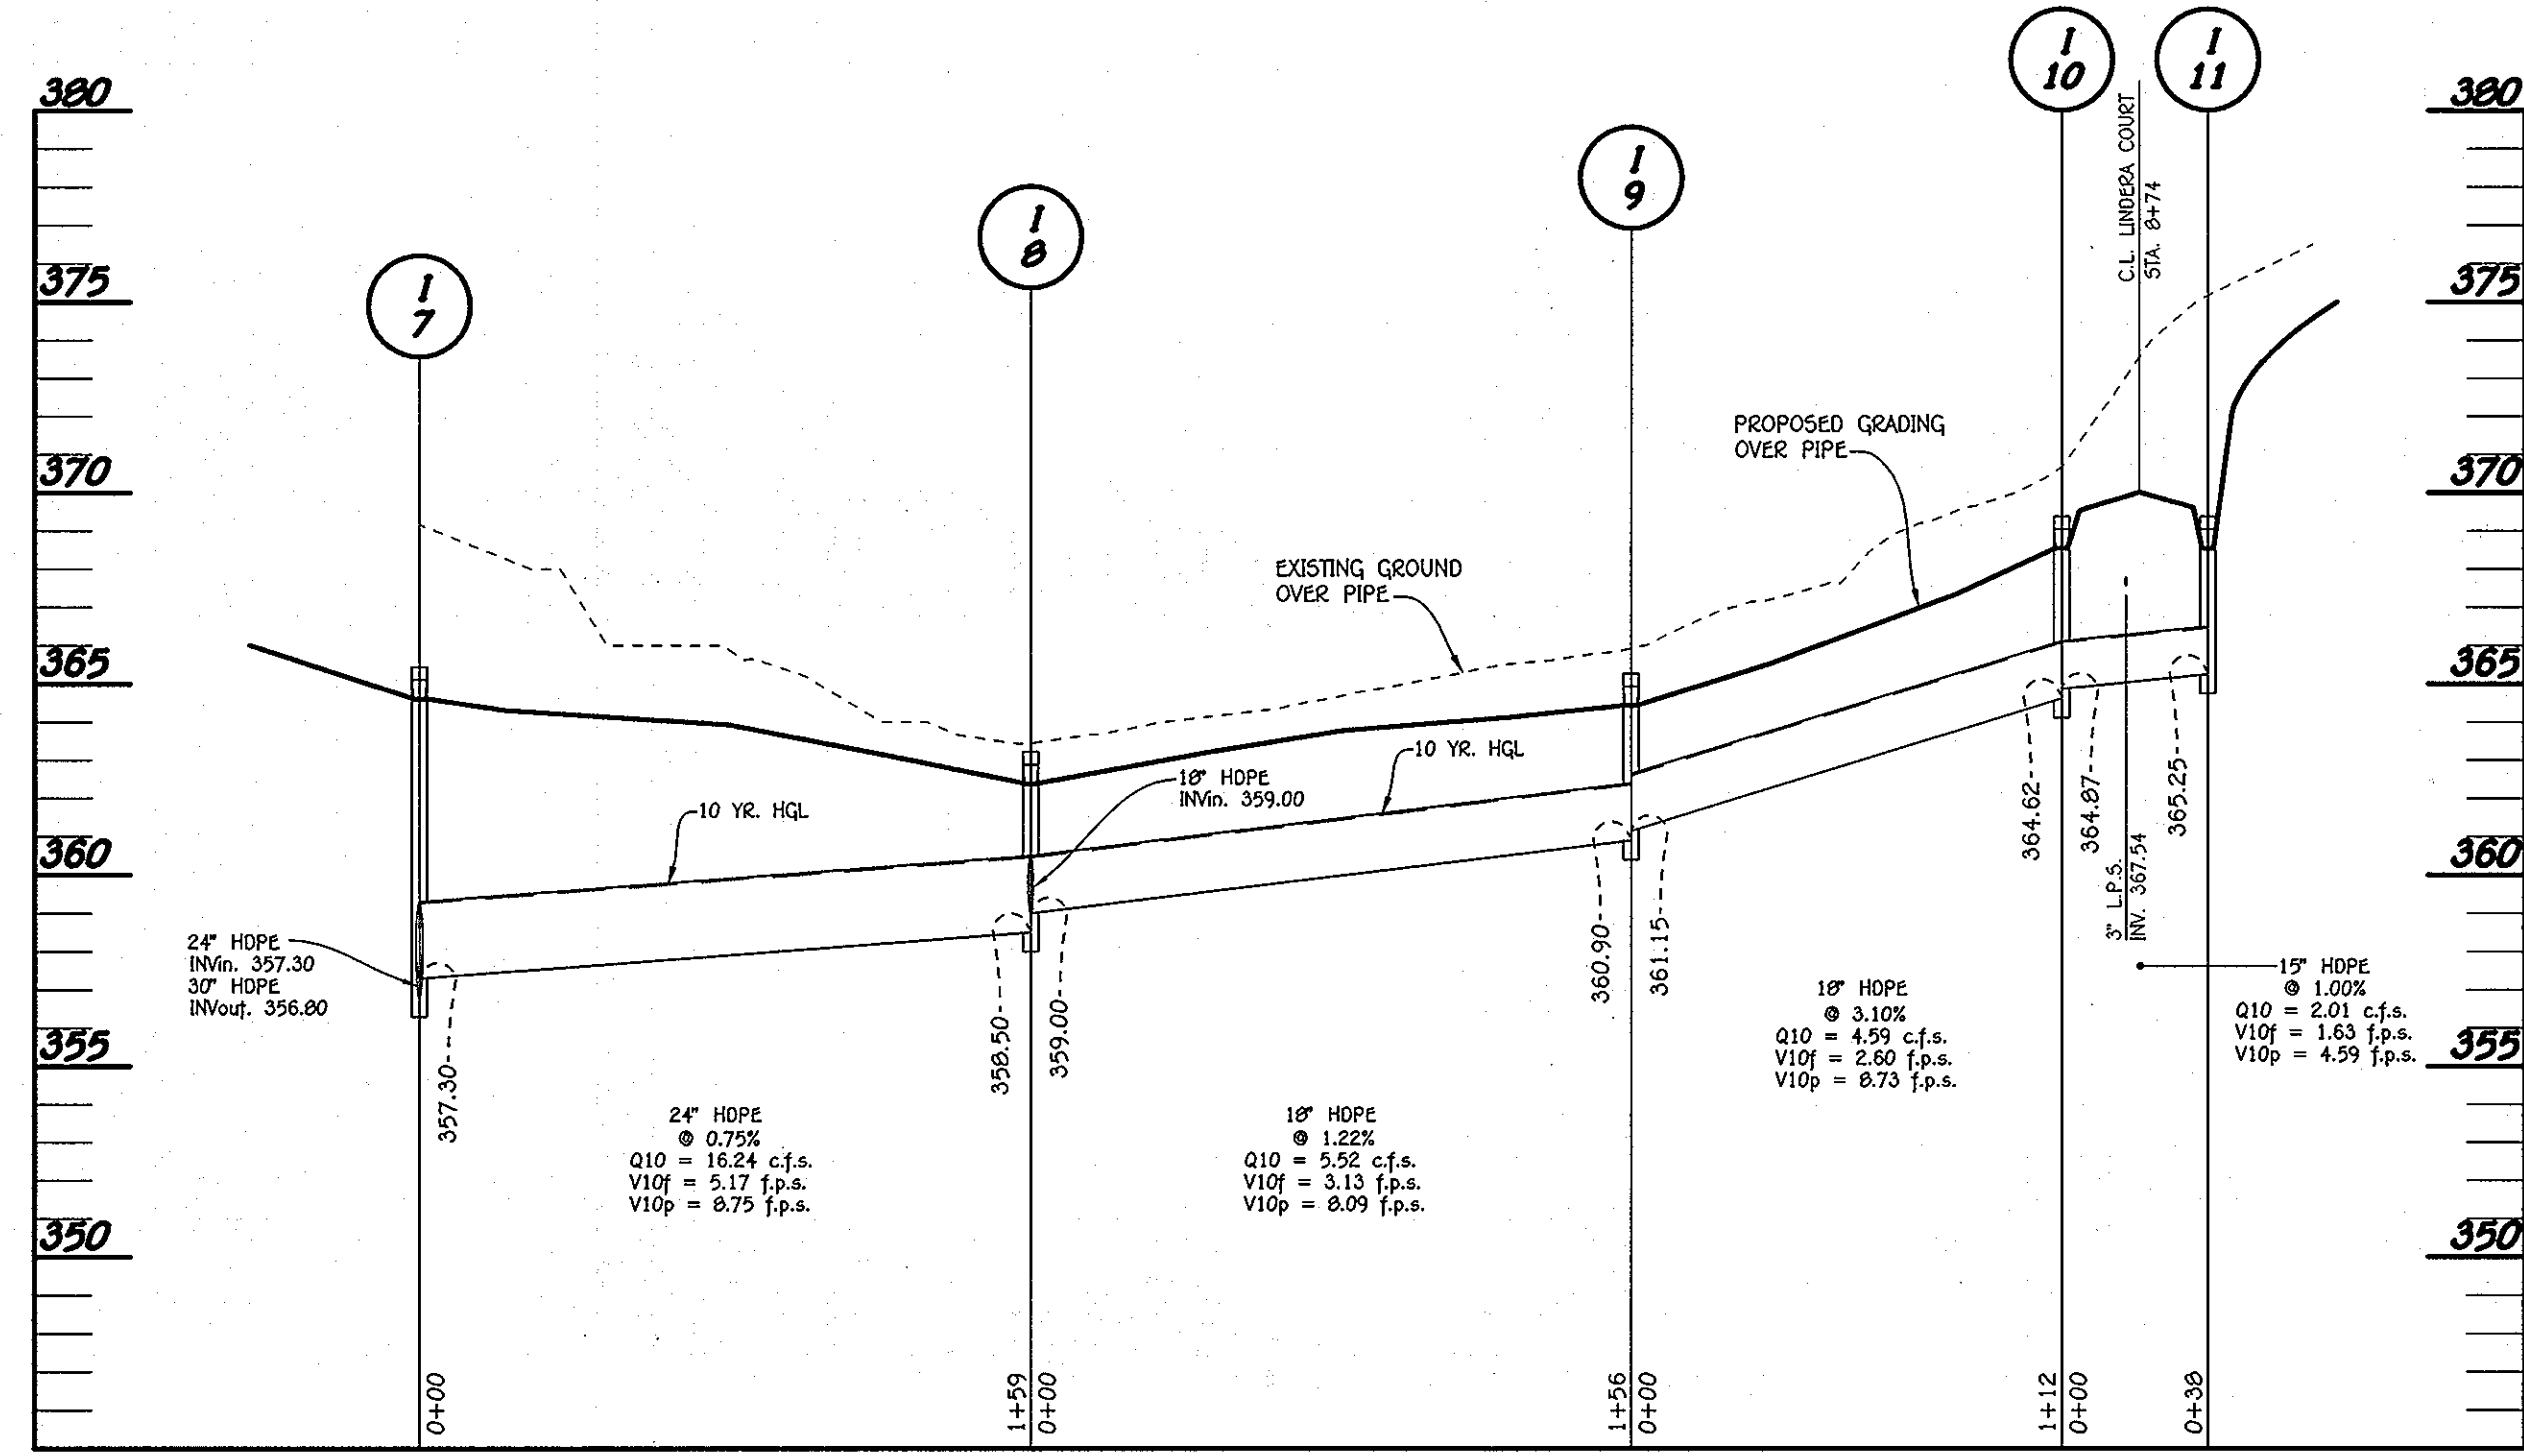 I
10
I
11
380
380
C.L. LINDERA COURT
STA. 8+74
I
9
I
8
I
7
375
375
PROPOSED GRADING
OVER PIPE
370
370
EXISTING GROUND
OVER PIPE
365
365
10 YR. HGL
18" HDPE
INVin. 359.00
10 YR. HGL
360
360
364.62
364.87
365.25
3" L.P.S.
INV. 367.54
24" HDPE
INVin. 357.30
30" HDPE
INVout. 356.80
360.90
361.15
18" HDPE
@ 3.10%
Q10 = 4.59 c.f.s.
V10f = 2.60 f.p.s.
V10p = 8.73 f.p.s.
15" HDPE
@ 1.00%
Q10 = 2.01 c.f.s.
V10f = 1.63 f.p.s.
V10p = 4.59 f.p.s.
355
355
357.30
358.50
359.00
24" HDPE
@ 0.75%
Q10 = 16.24 c.f.s.
V10f = 5.17 f.p.s.
V10p = 8.75 f.p.s.
18" HDPE
@ 1.22%
Q10 = 5.52 c.f.s.
V10f = 3.13 f.p.s.
V10p = 8.09 f.p.s.
350
350
0+00
1+59
0+00
1+56
0+00
1+12
0+00
0+38